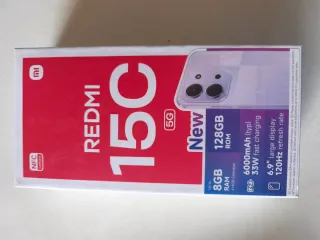 mi
REDMI
15C
5G
NFC
New
128GB
ROM
8GB
RAM
6000mAh (typ)
33W fast charging
6.9" large display
120Hz refresh rate